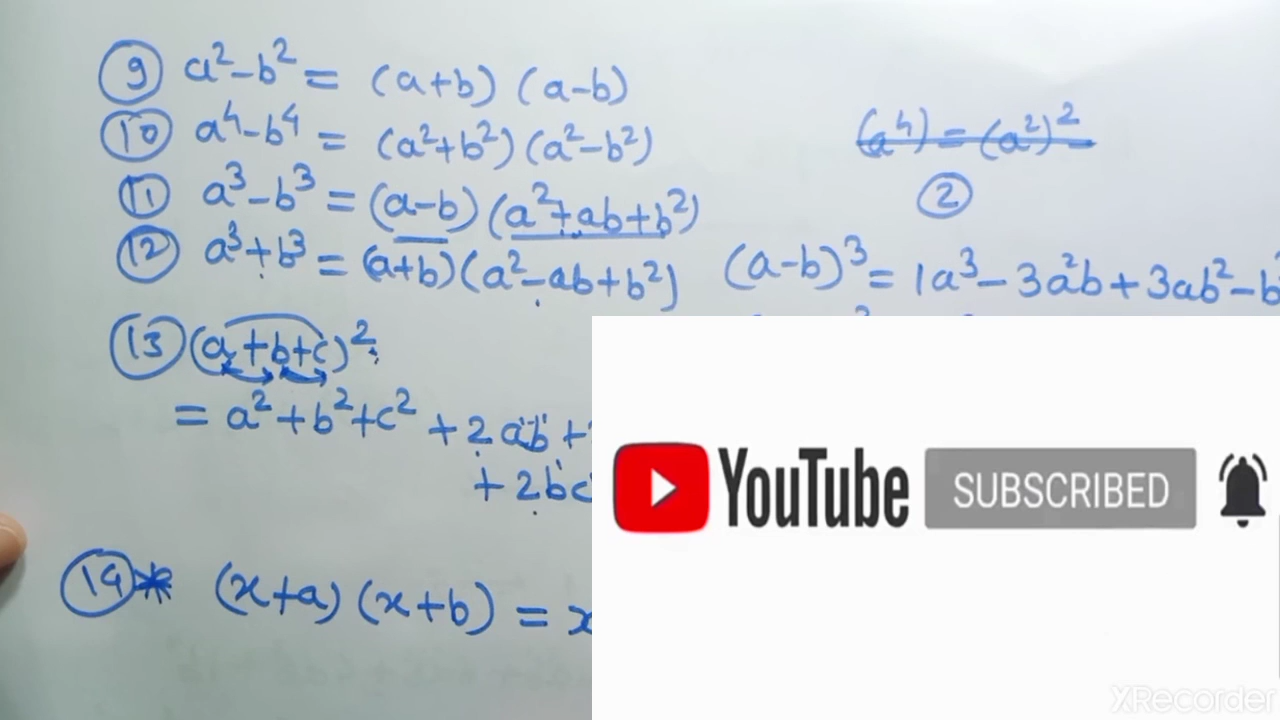 9 a²-b² = (a+b) (a-b)
10 a⁴-b⁴ = (a²+b²) (a²-b²)
(a⁴) = (a²)²
11 a³-b³ = (a-b) (a²+ab+b²)
2
12 a³+b³ = (a+b) (a²-ab+b²)
(a-b)³ = 1a³-3a²b+3ab²-b
13 (a+b+c)²
= a²+b²+c² +2ab +
+2bc
14* (x+a) (x+b) = x
YouTube SUBSCRIBED
XRecorder